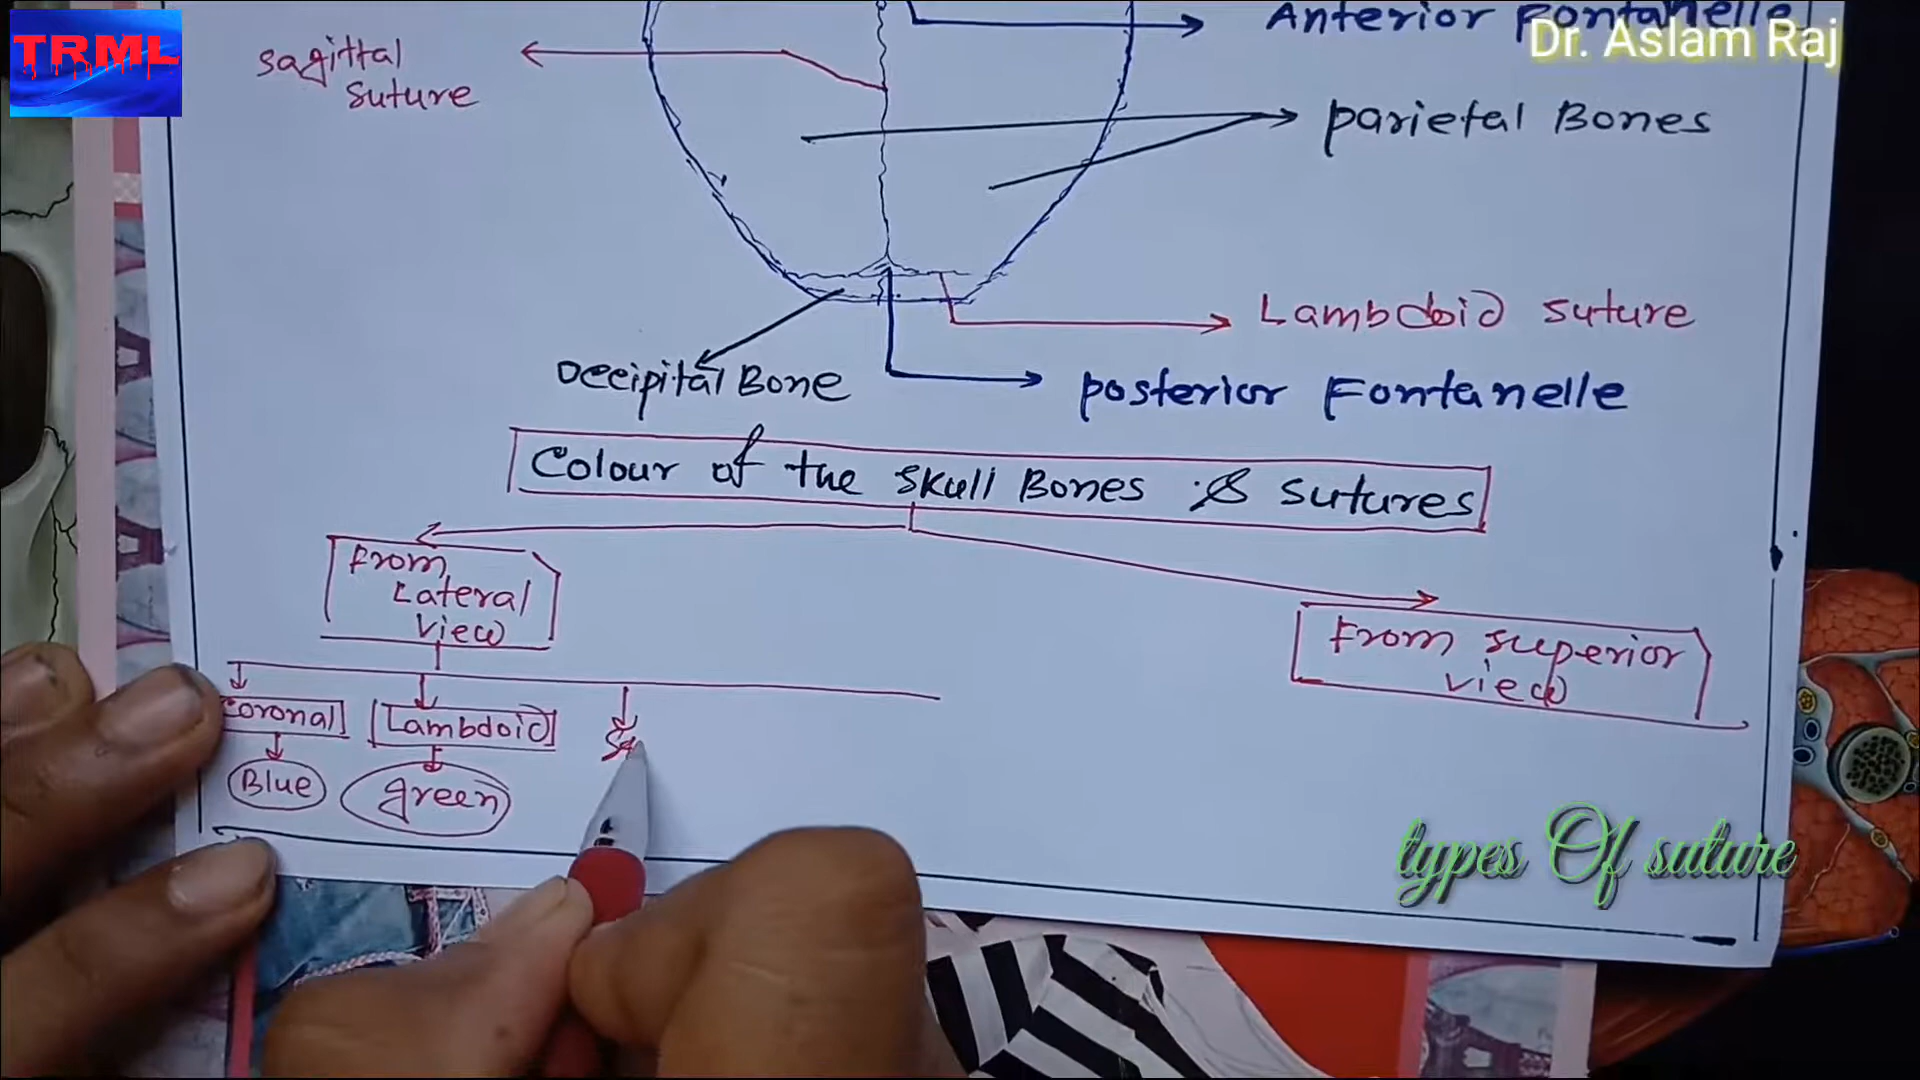 TRML
Anterior Fontanelle
Dr. Aslam Raj
sagittal
suture
parietal Bones
Lambdoid suture
Occipital Bone
posterior Fontanelle
Colour of the skull Bones & sutures
From
Lateral
view
From superior
view
Coronal
Lambdoid
Blue
green
types Of suture